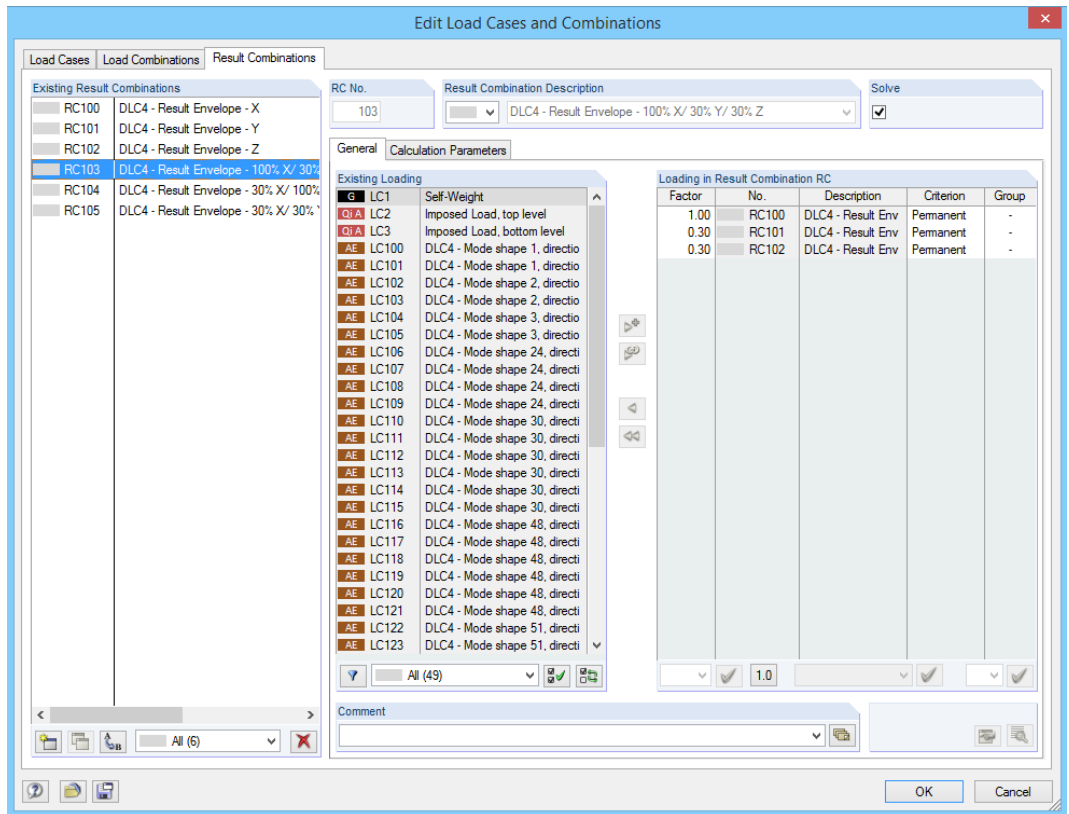 Edit Load Cases and Combinations
Load Cases Load Combinations Result Combinations
Existing Result Combinations
RC100 DLC4 - Result Envelope - X
RC101 DLC4 - Result Envelope - Y
RC102 DLC4 - Result Envelope - Z
RC103 DLC4 - Result Envelope - 100% X/ 30%
RC104 DLC4 - Result Envelope - 30% X/ 100%
RC105 DLC4 - Result Envelope - 30% X/ 30%
All (6)
RC No.
103
Result Combination Description
DLC4 - Result Envelope - 100% X/ 30% Y/ 30% Z
Solve
General Calculation Parameters
Existing Loading
G LC1 Self-Weight
Qi A LC2 Imposed Load, top level
Qi A LC3 Imposed Load, bottom level
AE LC100 DLC4 - Mode shape 1, directio
AE LC101 DLC4 - Mode shape 1, directio
AE LC102 DLC4 - Mode shape 2, directio
AE LC103 DLC4 - Mode shape 2, directio
AE LC104 DLC4 - Mode shape 3, directio
AE LC105 DLC4 - Mode shape 3, directio
AE LC106 DLC4 - Mode shape 24, directi
AE LC107 DLC4 - Mode shape 24, directi
AE LC108 DLC4 - Mode shape 24, directi
AE LC109 DLC4 - Mode shape 24, directi
AE LC110 DLC4 - Mode shape 30, directi
AE LC111 DLC4 - Mode shape 30, directi
AE LC112 DLC4 - Mode shape 30, directi
AE LC113 DLC4 - Mode shape 30, directi
AE LC114 DLC4 - Mode shape 30, directi
AE LC115 DLC4 - Mode shape 30, directi
AE LC116 DLC4 - Mode shape 48, directi
AE LC117 DLC4 - Mode shape 48, directi
AE LC118 DLC4 - Mode shape 48, directi
AE LC119 DLC4 - Mode shape 48, directi
AE LC120 DLC4 - Mode shape 48, directi
AE LC121 DLC4 - Mode shape 48, directi
AE LC122 DLC4 - Mode shape 51, directi
AE LC123 DLC4 - Mode shape 51, directi
All (49)
Loading in Result Combination RC
Factor No. Description Criterion Group
1.00 RC100 DLC4 - Result Env Permanent -
0.30 RC101 DLC4 - Result Env Permanent -
0.30 RC102 DLC4 - Result Env Permanent -
1.0
Comment
OK Cancel